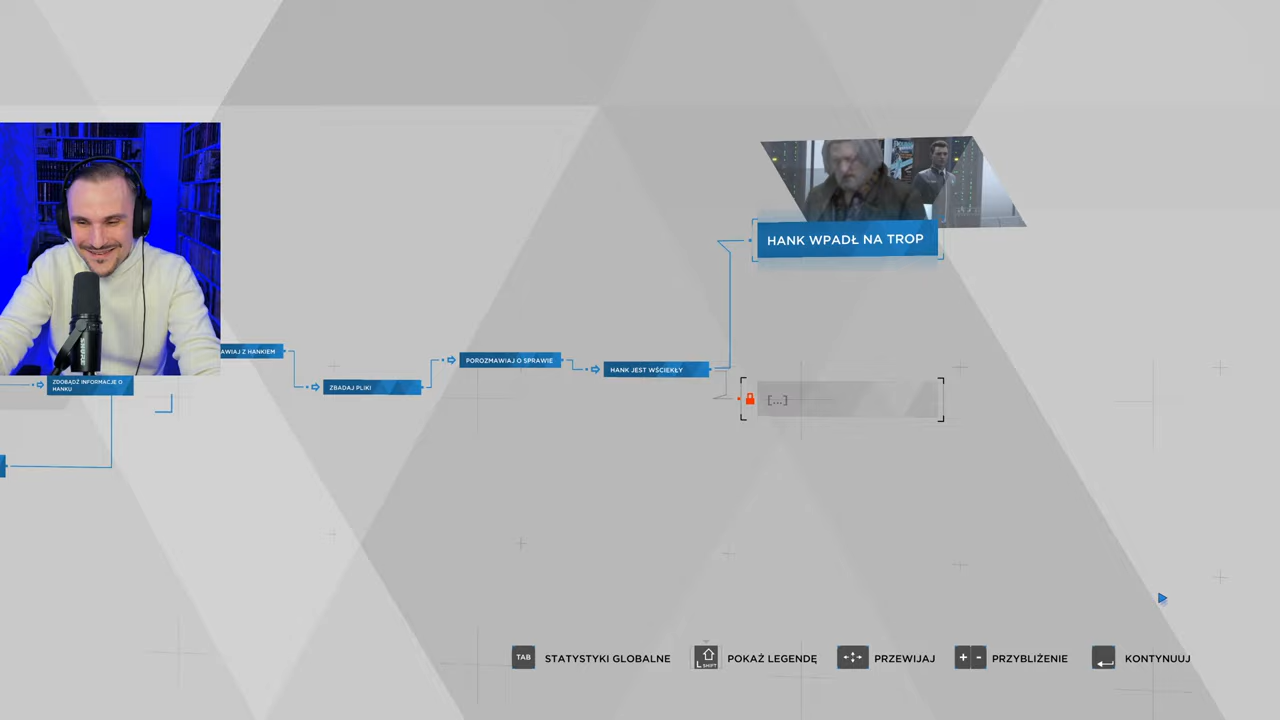 HANK WPADŁ NA TROP
AWIAJ Z HANKIEM
POROZMAWIAJ O SPRAWIE
HANK JEST WŚCIEKŁY
ZDOBĄDŹ INFORMACJE O
HANKU
ZBADAJ PLIKI
[...]
TAB STATYSTYKI GLOBALNE
L SHIFT POKAŻ LEGENDĘ
PRZEWIJAJ
+ - PRZYBLIŻENIE
KONTYNUUJ